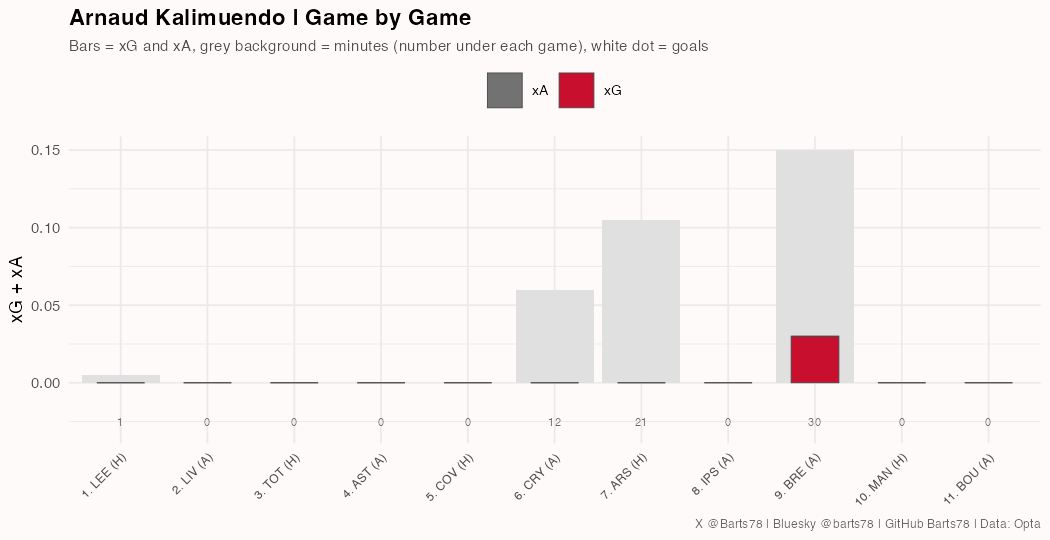 Arnaud Kalimuendo | Game by Game
Bars = xG and xA, grey background = minutes (number under each game), white dot = goals
xA
xG
xG + xA
0.15
0.10
0.05
0.00
1
0
0
0
0
12
21
0
30
0
0
1. LEE (H)
2. LIV (A)
3. TOT (H)
4. AST (A)
5. COV (H)
6. CRY (A)
7. ARS (H)
8. IPS (A)
9. BRE (A)
10. MAN (H)
11. BOU (A)
X @Barts78 | Bluesky @barts78 | GitHub Barts78 | Data: Opta